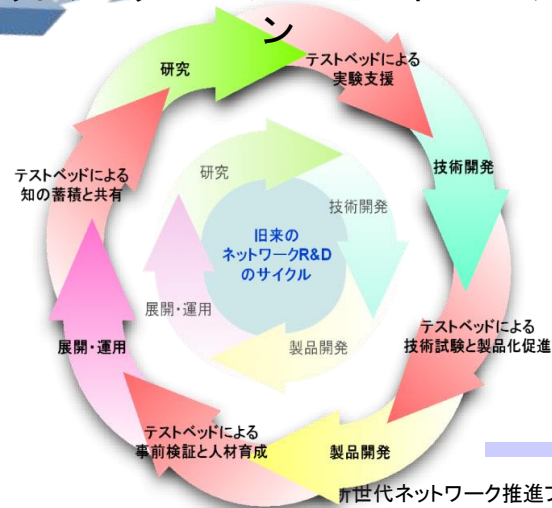 ン
研究
テストベッドによる
実験支援
技術開発
テストベッドによる
技術試験と製品化促進
製品開発
テストベッドによる
事前検証と人材育成
展開・運用
テストベッドによる
知の蓄積と共有
研究
技術開発
製品開発
展開・運用
旧来の
ネットワークR&D
のサイクル
世代ネットワーク推進